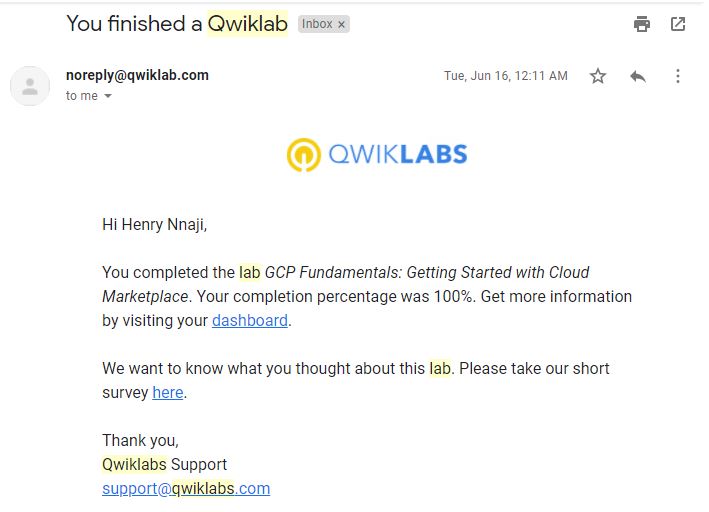 You finished a Qwiklab Inbox x
noreply@qwiklab.com Tue, Jun 16, 12:11 AM
to me
QWIKLABS
Hi Henry Nnaji,
You completed the lab GCP Fundamentals: Getting Started with Cloud
Marketplace. Your completion percentage was 100%. Get more information
by visiting your dashboard.
We want to know what you thought about this lab. Please take our short
survey here.
Thank you,
Qwiklabs Support
support@qwiklabs.com